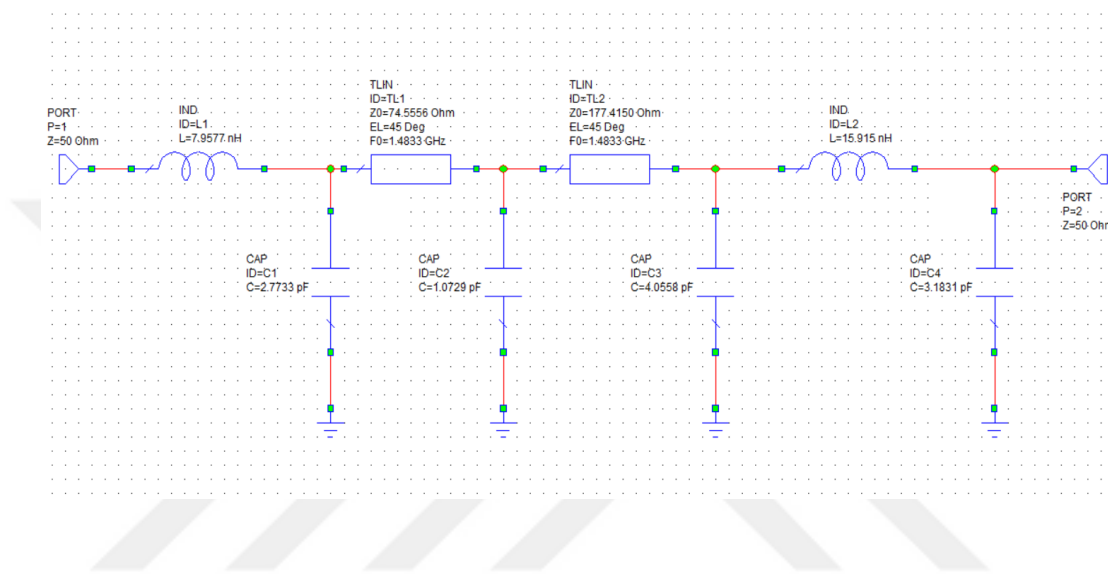 PORT
P=1
Z=50 Ohm
IND
ID=L1
L=7.9577 nH
TLIN
ID=TL1
Z0=74.5556 Ohm
EL=45 Deg
F0=1.4833 GHz
TLIN
ID=TL2
Z0=177.4150 Ohm
EL=45 Deg
F0=1.4833 GHz
IND
ID=L2
L=15.915 nH
PORT
P=2
Z=50 Ohr
CAP
ID=C1
C=2.7733 pF
CAP
ID=C2
C=1.0729 pF
CAP
ID=C3
C=4.0558 pF
CAP
ID=C4
C=3.1831 pF